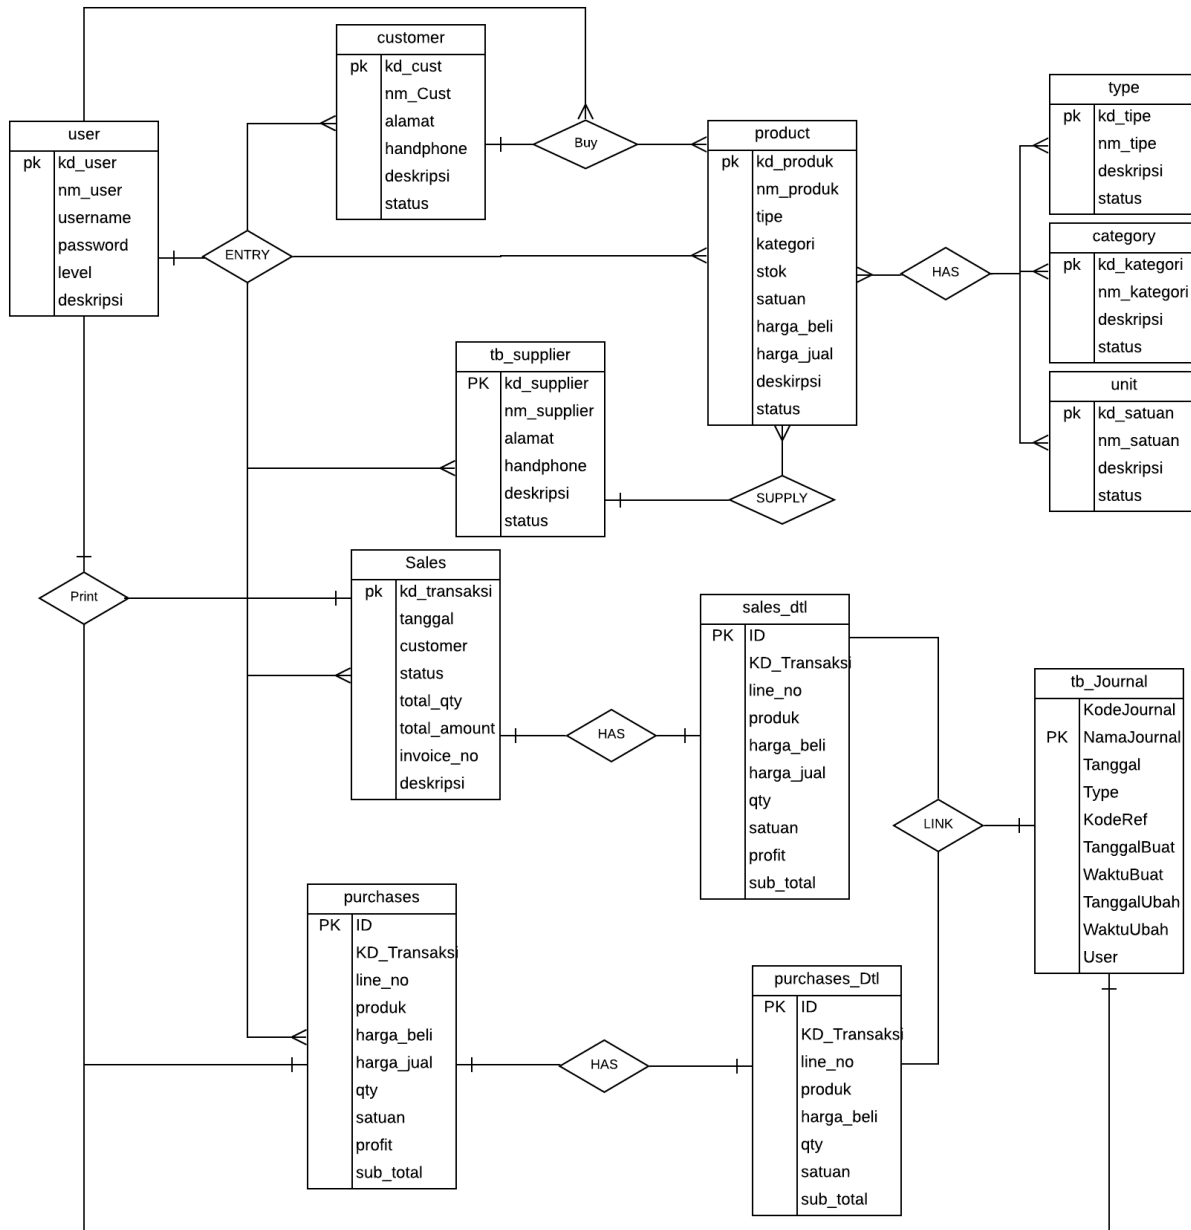 customer
pk kd_cust
nm_Cust
alamat
handphone
deskripsi
status
user
pk kd_user
nm_user
username
password
level
deskripsi
Buy
product
pk kd_produk
nm_produk
tipe
kategori
stok
satuan
harga_beli
harga_jual
deskirpsi
status
type
pk kd_tipe
nm_tipe
deskripsi
status
category
pk kd_kategori
nm_kategori
deskripsi
status
unit
pk kd_satuan
nm_satuan
deskripsi
status
ENTRY
HAS
tb_supplier
PK kd_supplier
nm_supplier
alamat
handphone
deskripsi
status
SUPPLY
Print
Sales
pk kd_transaksi
tanggal
customer
status
total_qty
total_amount
invoice_no
deskripsi
HAS
sales_dtl
PK ID
KD_Transaksi
line_no
produk
harga_beli
harga_jual
qty
satuan
profit
sub_total
LINK
tb_Journal
KodeJournal
PK NamaJournal
Tanggal
Type
KodeRef
TanggalBuat
WaktuBuat
TanggalUbah
WaktuUbah
User
purchases
PK ID
KD_Transaksi
line_no
produk
harga_beli
harga_jual
qty
satuan
profit
sub_total
HAS
purchases_Dtl
PK ID
KD_Transaksi
line_no
produk
harga_beli
qty
satuan
sub_total